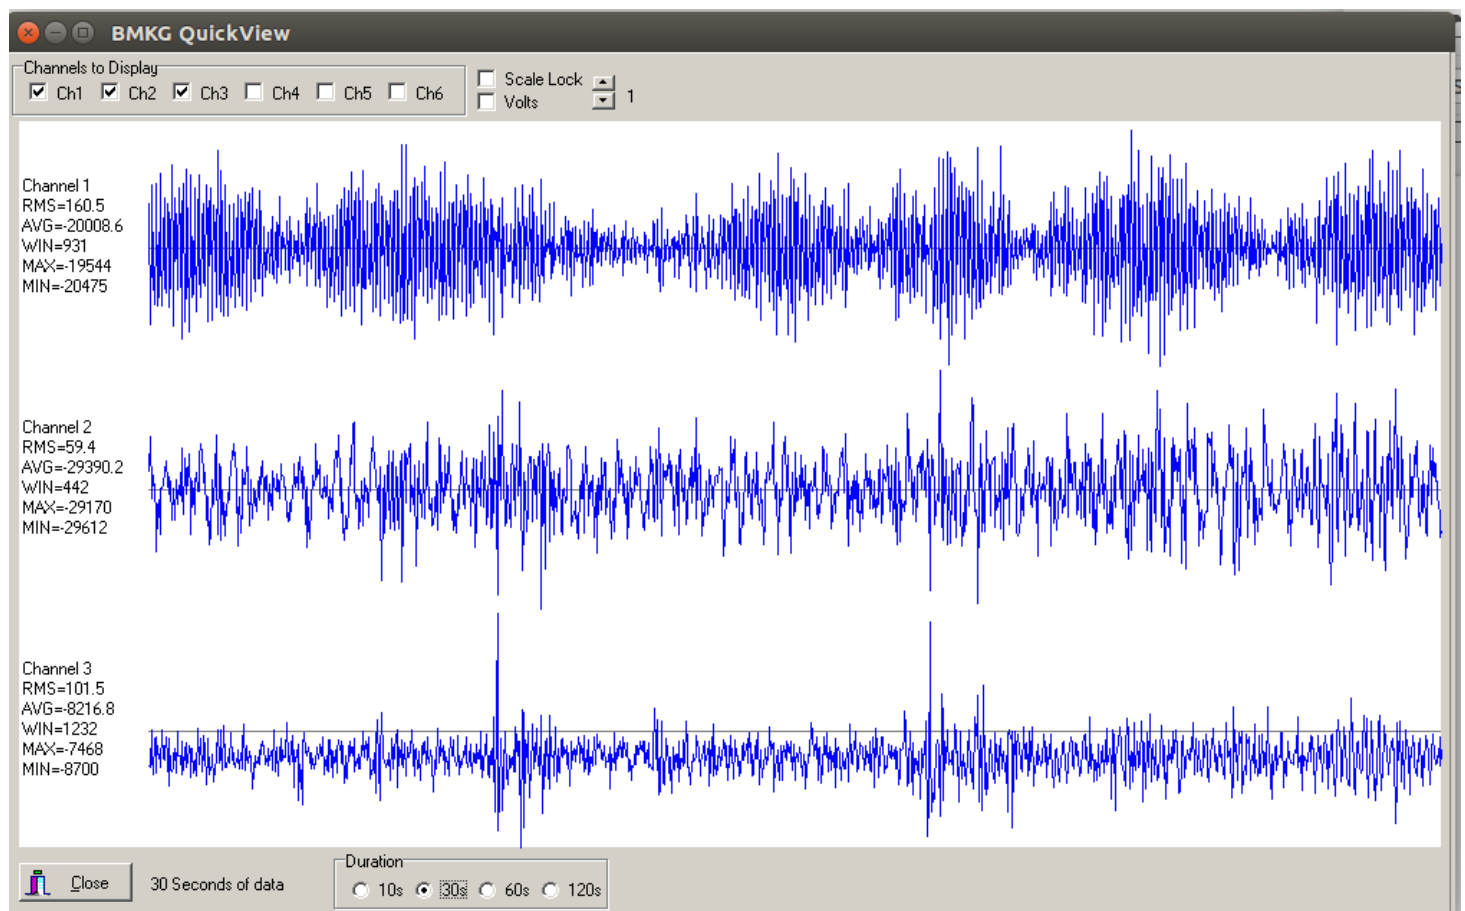 BMKG QuickView
Channels to Display
Ch1 Ch2 Ch3 Ch4 Ch5 Ch6
Scale Lock
Volts
1
Channel 1
RMS=160.5
AVG=-20008.6
WIN=931
MAX=-19544
MIN=-20475
Channel 2
RMS=59.4
AVG=-29390.2
WIN=442
MAX=-29170
MIN=-29612
Channel 3
RMS=101.5
AVG=-8216.8
WIN=1232
MAX=-7468
MIN=-8700
Close
30 Seconds of data
Duration
10s 30s 60s 120s